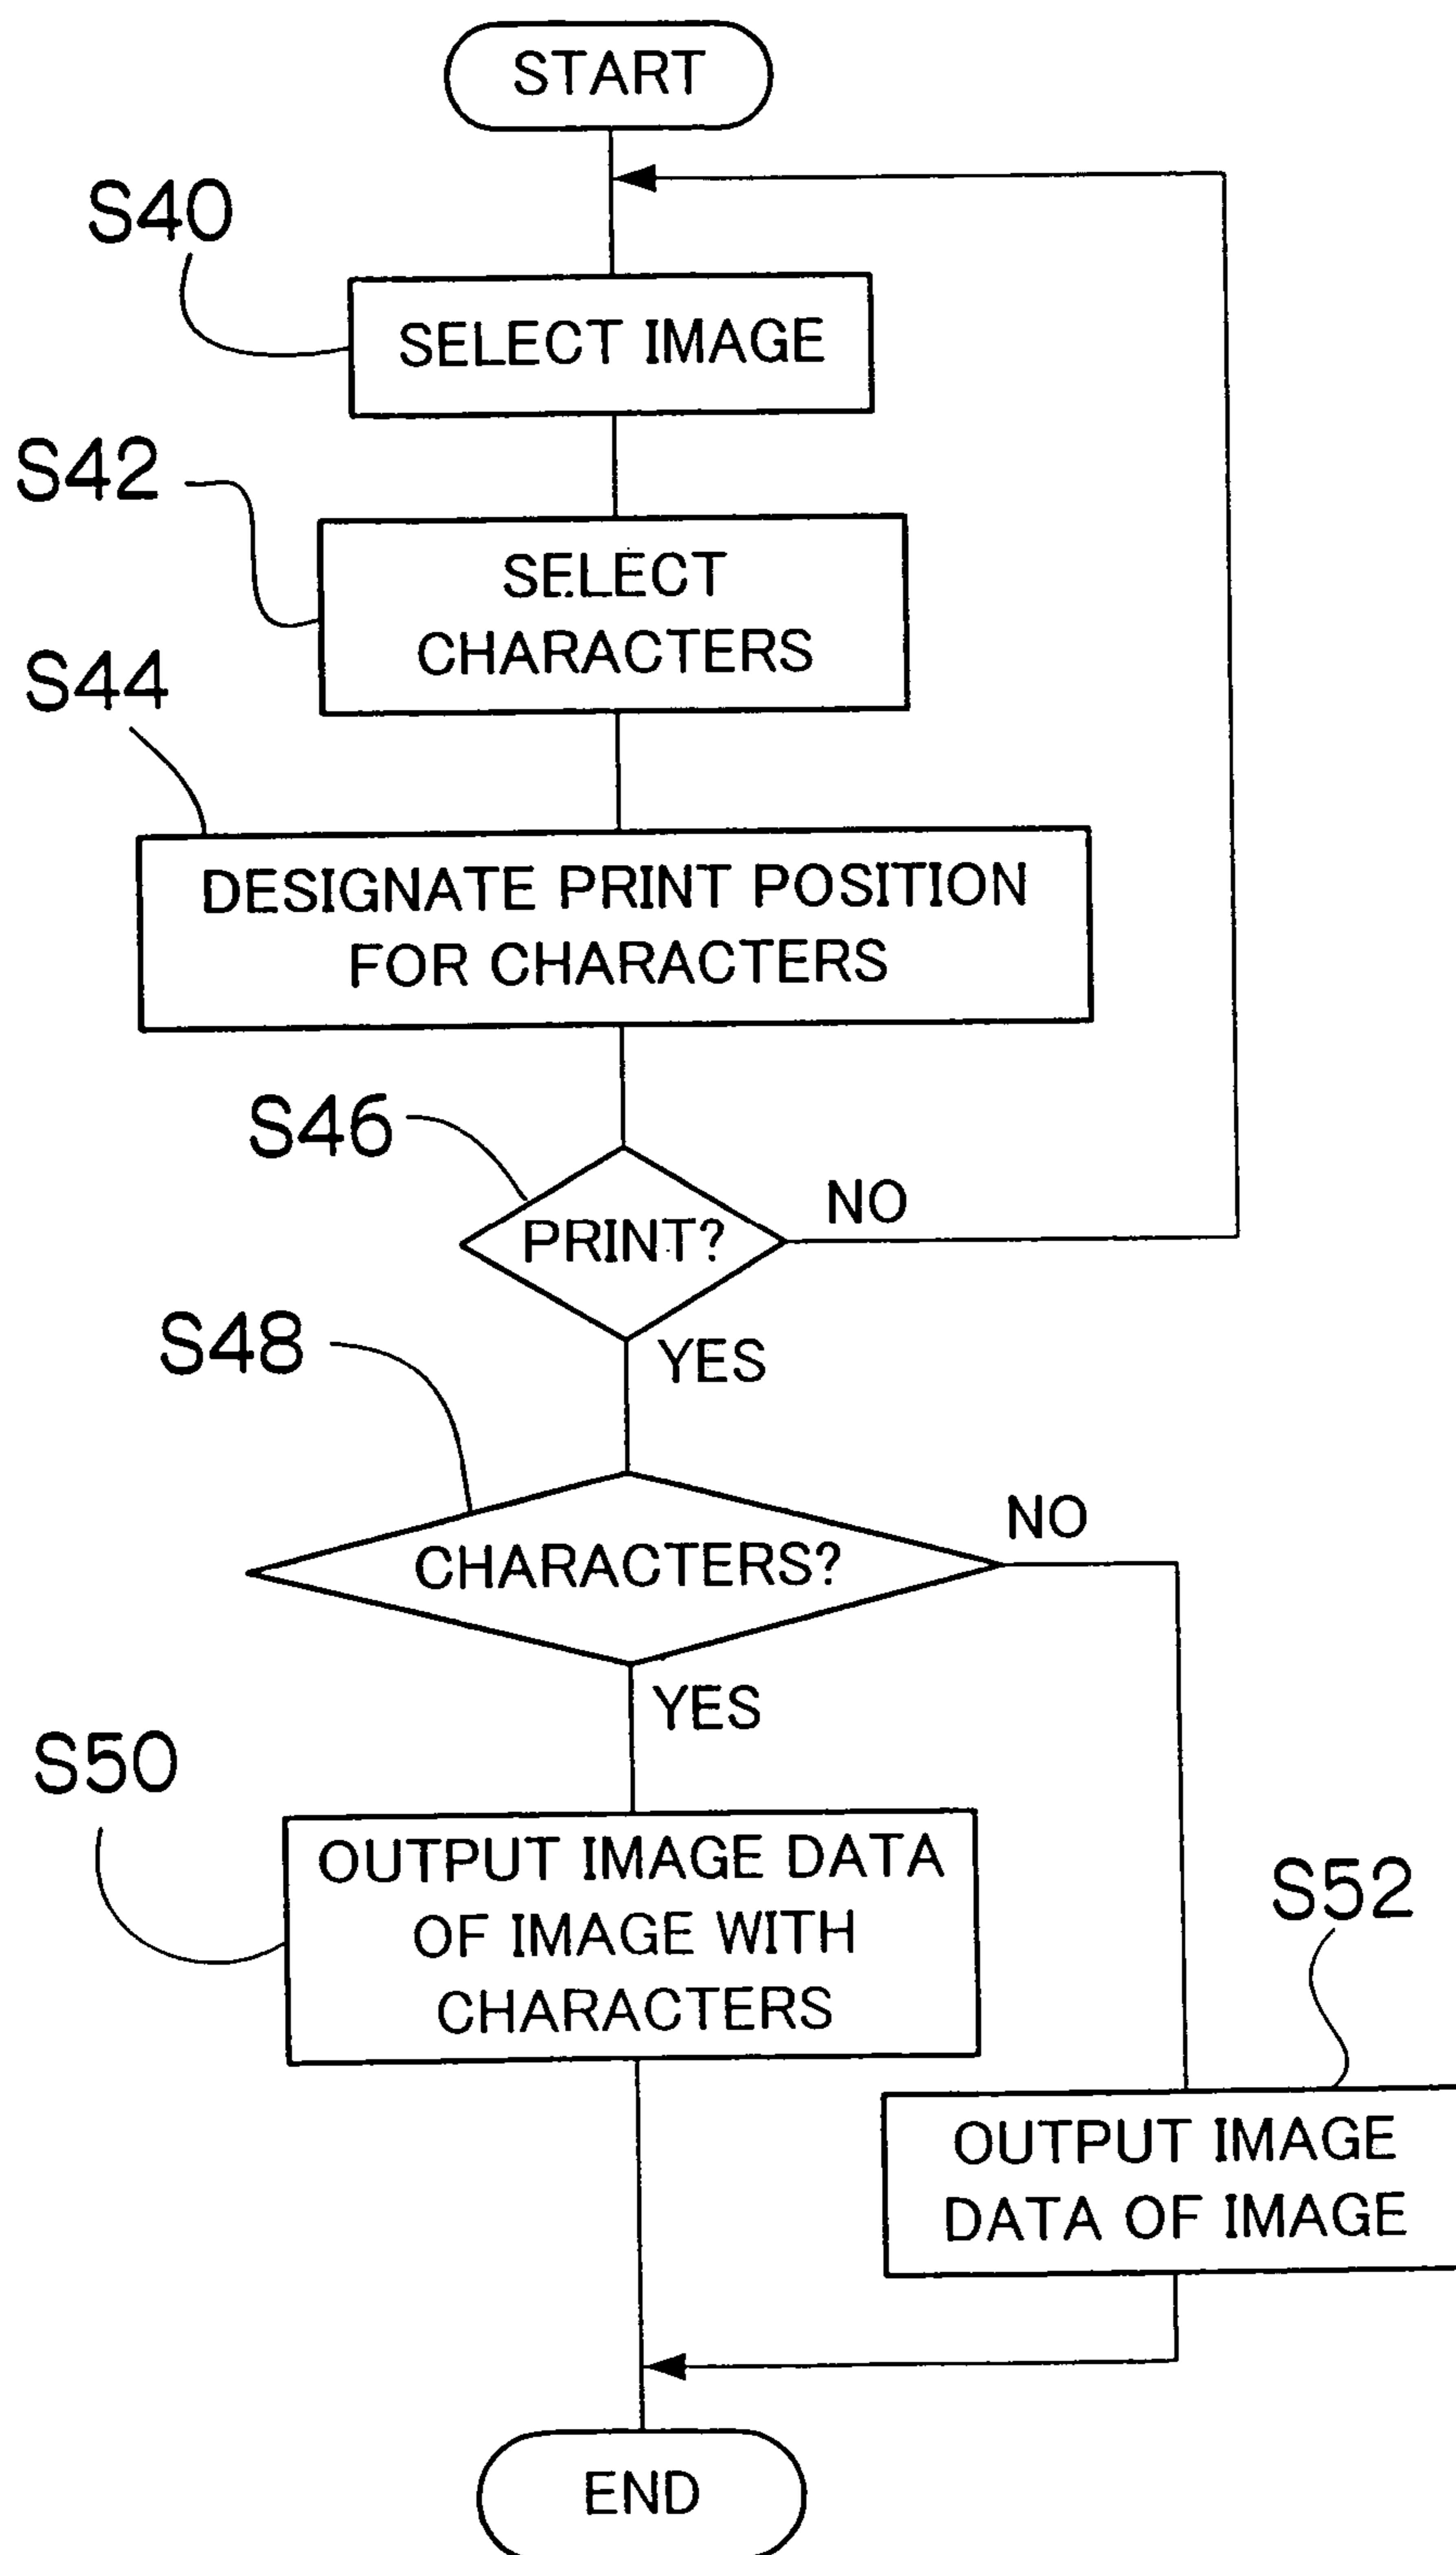 START
S40
SELECT IMAGE
S42
SELECT
CHARACTERS
S44
DESIGNATE PRINT POSITION
FOR CHARACTERS
S46
PRINT?
NO
YES
S48
CHARACTERS?
NO
YES
S50
OUTPUT IMAGE DATA
OF IMAGE WITH
CHARACTERS
S52
OUTPUT IMAGE
DATA OF IMAGE
END